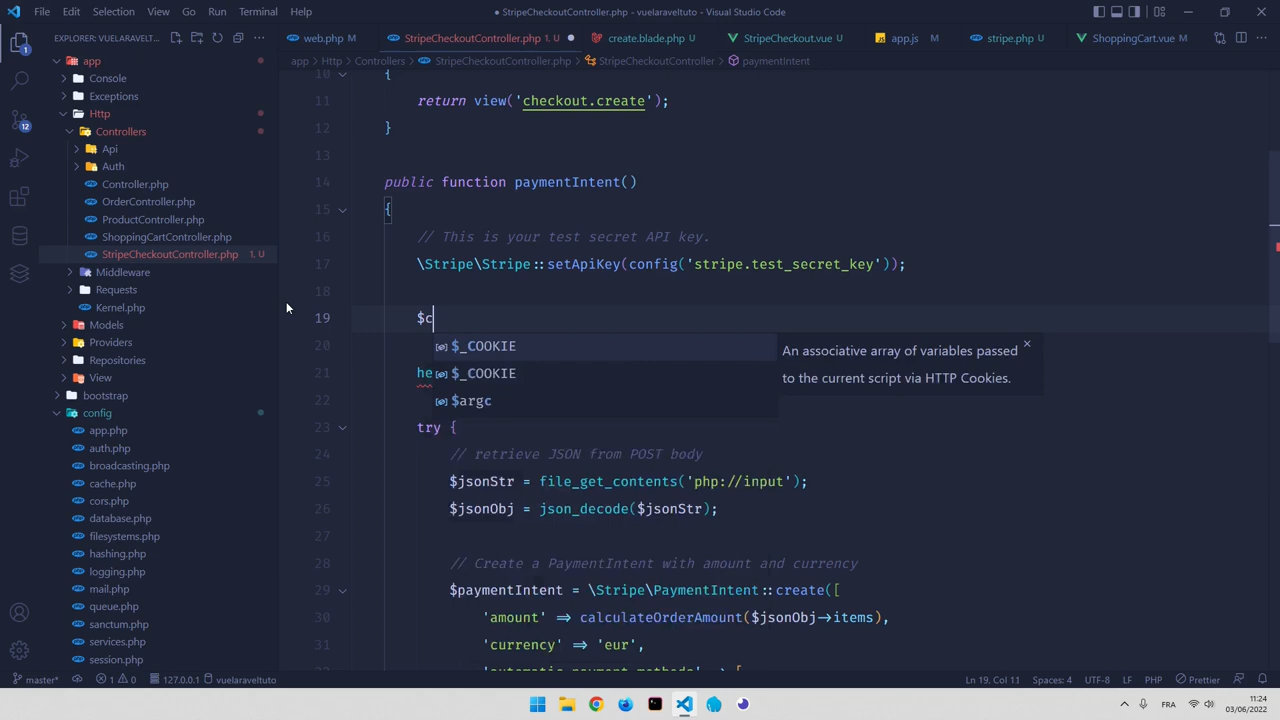 File Edit Selection View Go Run Terminal Help
● StripeCheckoutController.php - vuelaraveltuto - Visual Studio Code
EXPLORER: VUELARAVELTUTO
web.php M
StripeCheckoutController.php 1, U
create.blade.php U
StripeCheckout.vue U
app.js M
stripe.php U
ShoppingCart.vue M
app > Http > Controllers > StripeCheckoutController.php > StripeCheckoutController > paymentIntent
app
Console
Exceptions
Http
Controllers
Api
Auth
Controller.php
OrderController.php
ProductController.php
ShoppingCartController.php
StripeCheckoutController.php 1, U
Middleware
Requests
Kernel.php
Models
Providers
Repositories
View
bootstrap
config
app.php
auth.php
broadcasting.php
cache.php
cors.php
database.php
filesystems.php
hashing.php
logging.php
mail.php
queue.php
sanctum.php
services.php
session.php
10 {
11 return view('checkout.create');
12 }
13
14 public function paymentIntent()
15 {
16 // This is your test secret API key.
17 \Stripe\Stripe::setApiKey(config('stripe.test_secret_key'));
18
19 $c
20
$_COOKIE
An associative array of variables passed
to the current script via HTTP Cookies.
21 he
$_COOKIE
22
$argc
23 try {
24 // retrieve JSON from POST body
25 $jsonStr = file_get_contents('php://input');
26 $jsonObj = json_decode($jsonStr);
27
28 // Create a PaymentIntent with amount and currency
29 $paymentIntent = \Stripe\PaymentIntent::create([
30 'amount' => calculateOrderAmount($jsonObj->items),
31 'currency' => 'eur',
'automatic_payment_methods' => [
1
12
master* 1 0 127.0.0.1 vuelaraveltuto
Ln 19, Col 11 Spaces: 4 UTF-8 LF PHP Prettier
FRA
11:24
03/06/2022